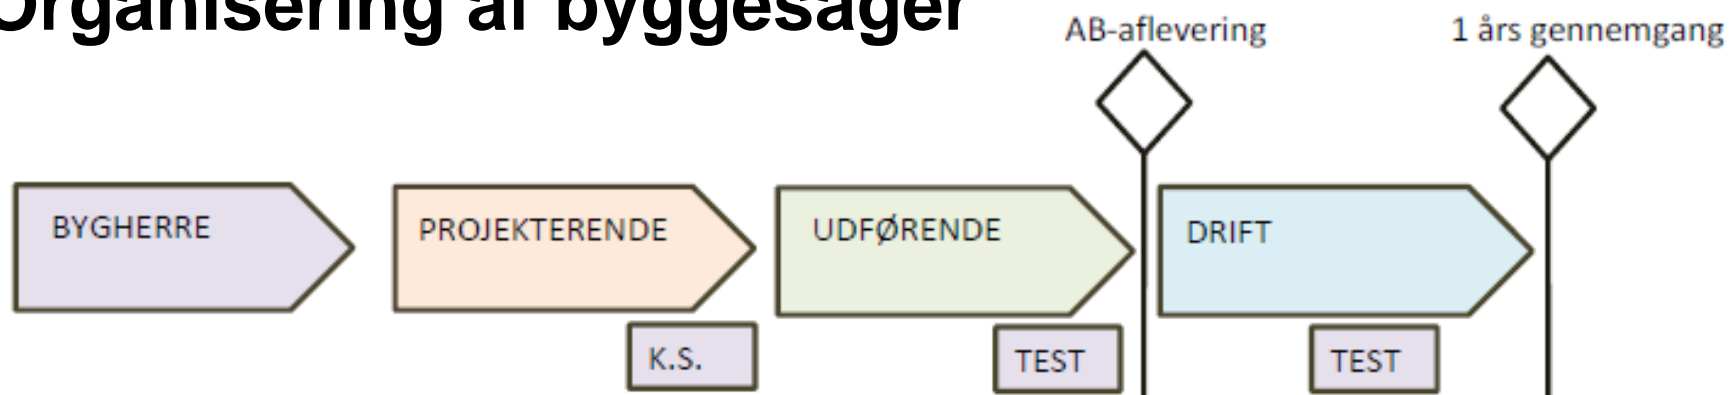 Organisering af byggesager
AB-aflevering
1 års gennemgang
BYGHERRE
PROJEKTERENDE
UDFØRENDE
DRIFT
K.S.
TEST
TEST